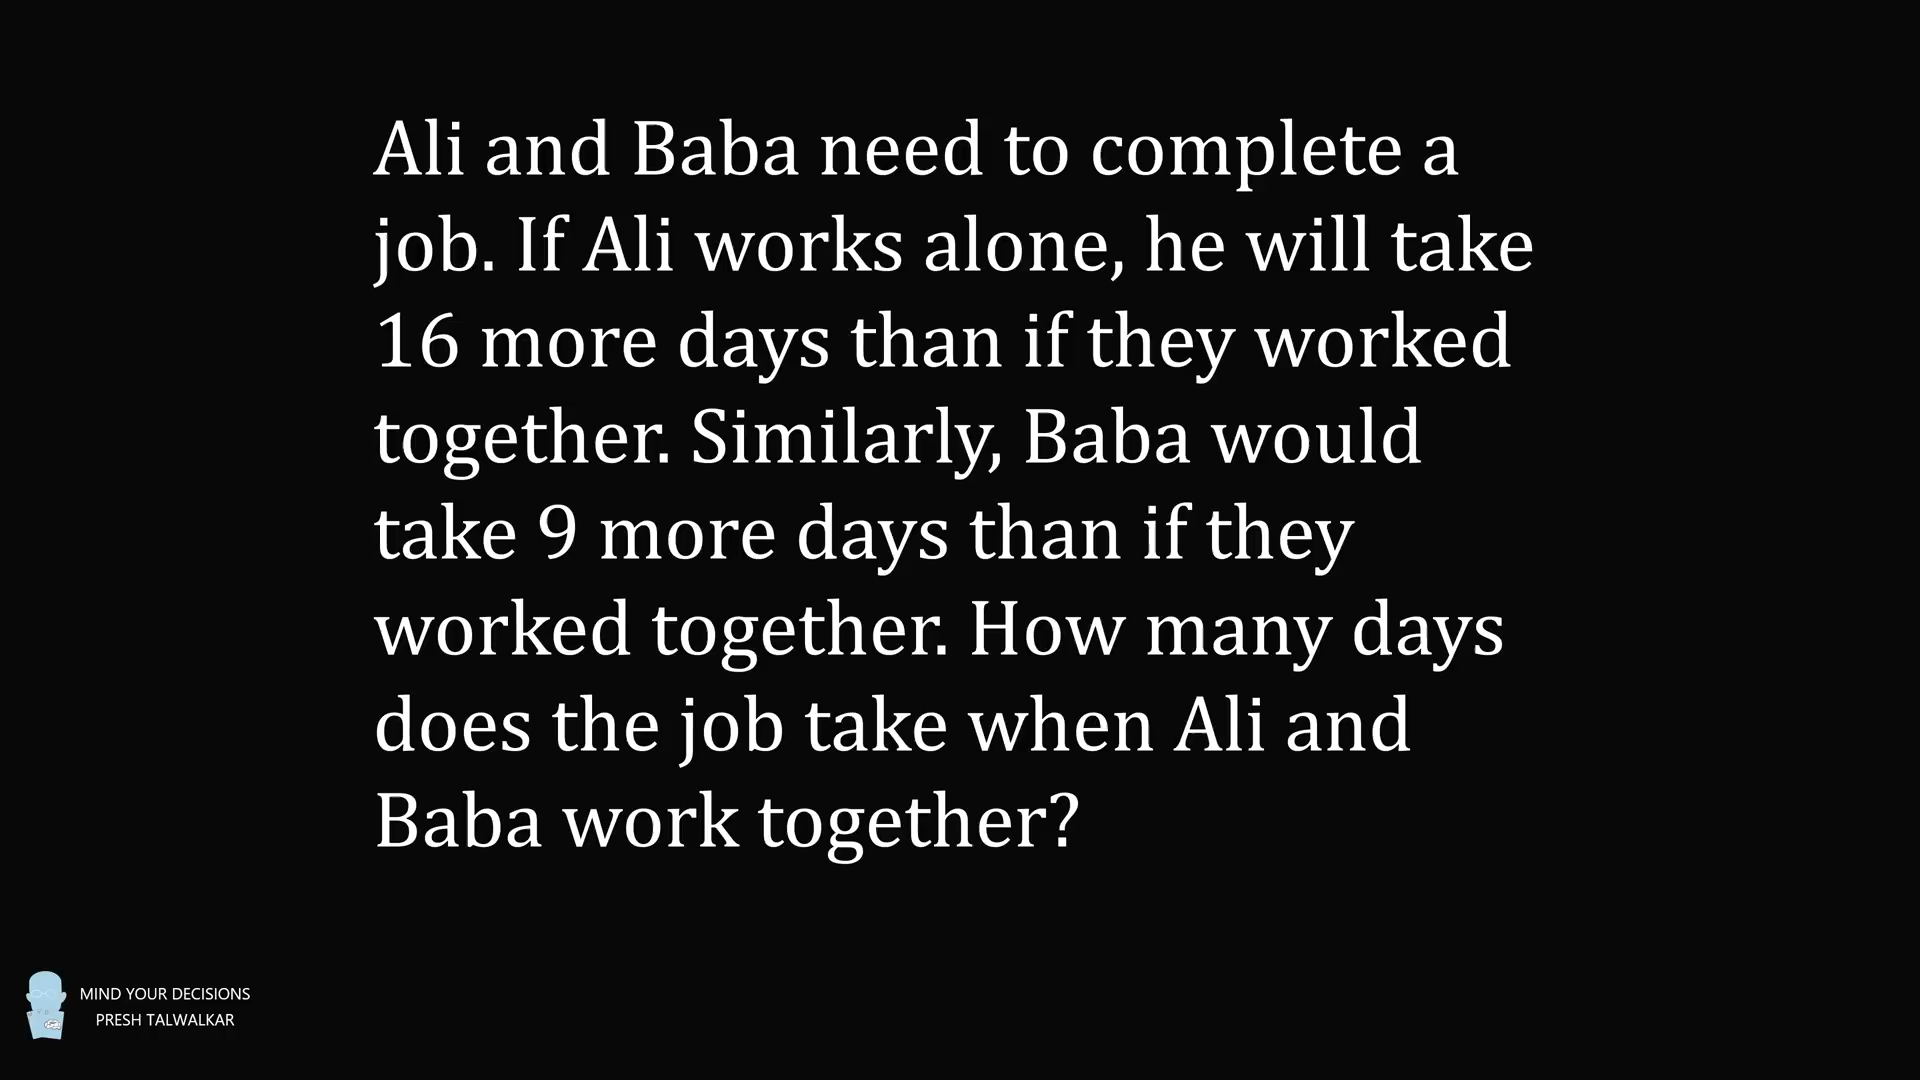 Ali and Baba need to complete a
job. If Ali works alone, he will take
16 more days than if they worked
together. Similarly, Baba would
take 9 more days than if they
worked together. How many days
does the job take when Ali and
Baba work together?
MIND YOUR DECISIONS
PRESH TALWALKAR